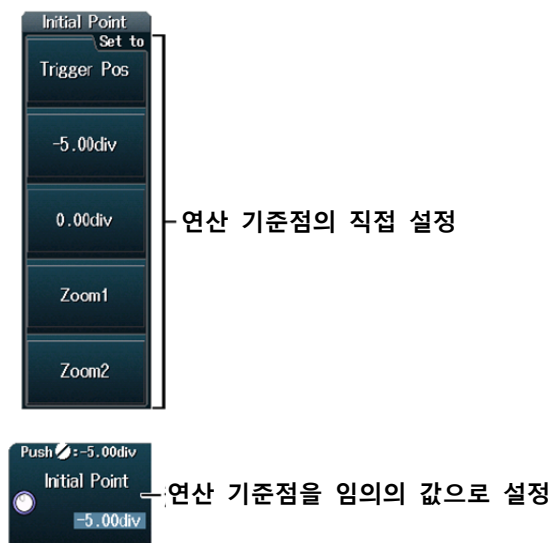 Initial Point
Set to
Trigger Pos
-5.00div
0.00div
연산 기준점의 직접 설정
Zoom1
Zoom2
Push :-5.00div
Initial Point
연산 기준점을 임의의 값으로 설정
-5.00div